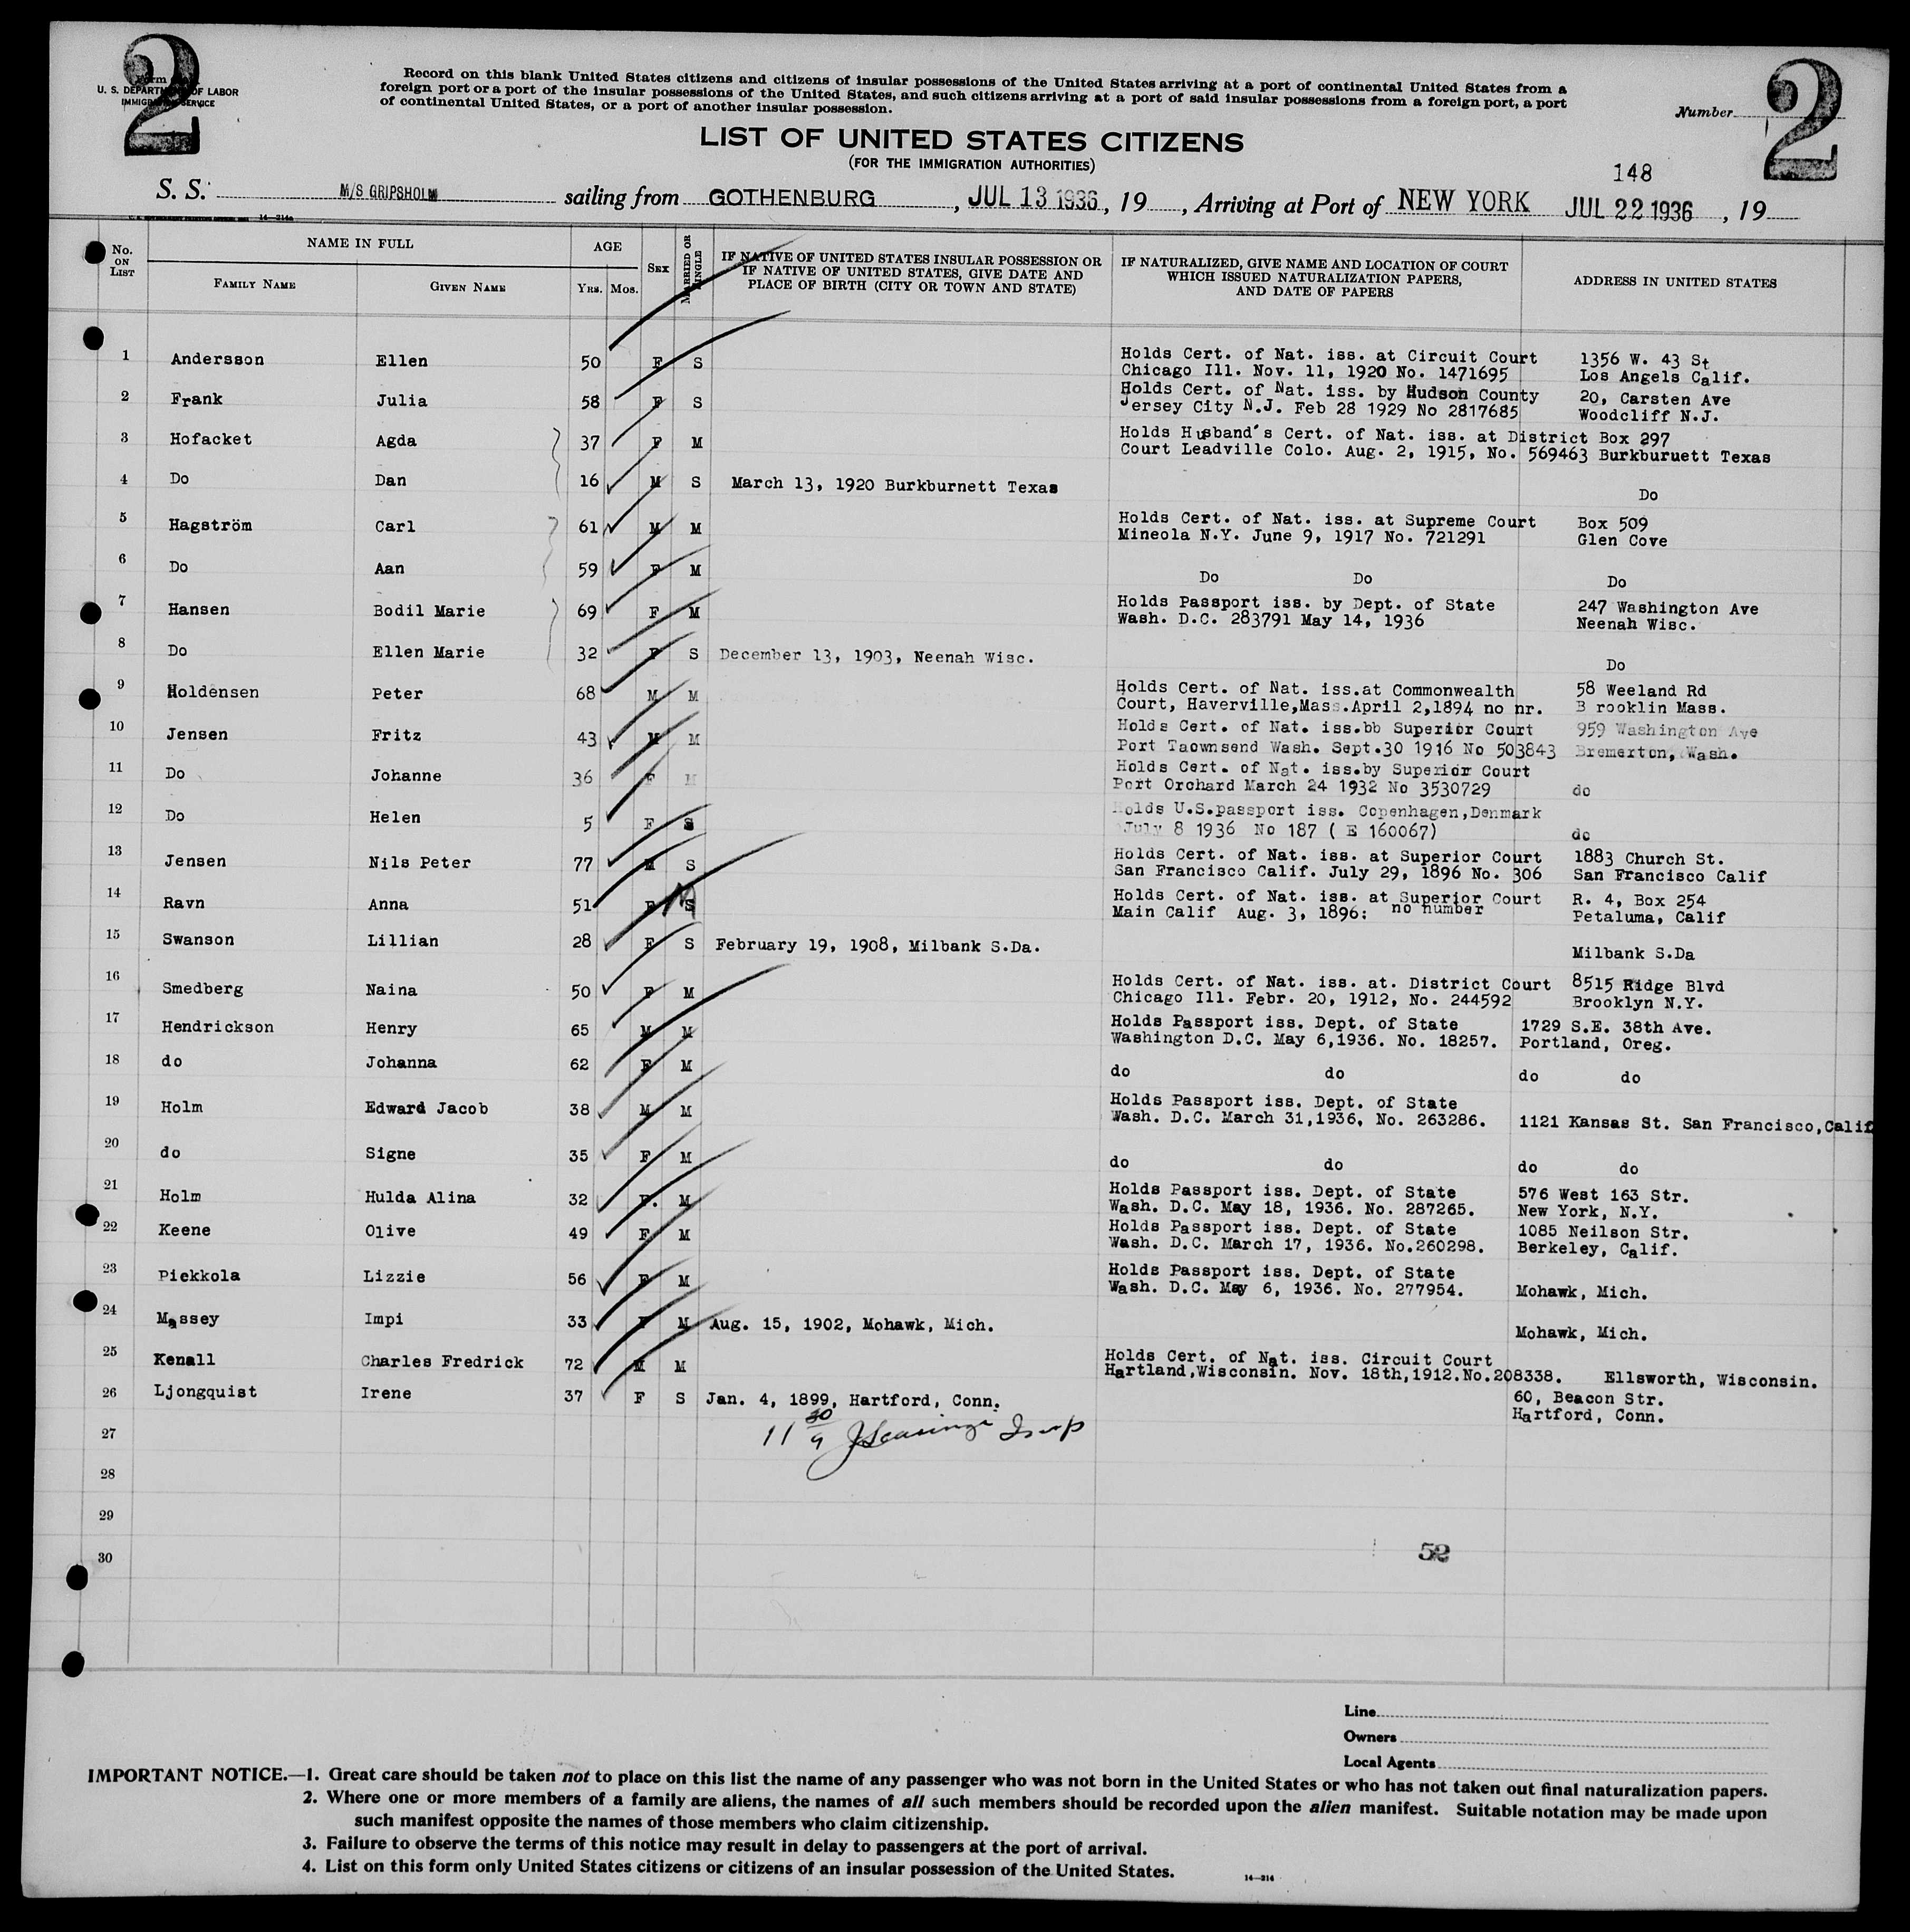 2
2
U. S. DEPARTMENT OF LABOR
IMMIGRATION SERVICE
Record on this blank United States citizens and citizens of insular possessions of the United States arriving at a port of continental United States from a
foreign port or a port of the insular possessions of the United States, and such citizens arriving at a port of said insular possessions from a foreign port, a port
of continental United States, or a port of another insular possession.
Number
LIST OF UNITED STATES CITIZENS
(FOR THE IMMIGRATION AUTHORITIES)
148
S. S. M/S GRIPSHOLM sailing from GOTHENBURG , JUL 13 1936 , 19 , Arriving at Port of NEW YORK JUL 22 1936 , 19
14—214a
No. ON LIST
NAME IN FULL
FAMILY NAME
GIVEN NAME
AGE
YRS. MOS.
SEX
MARRIED OR SINGLE
IF NATIVE OF UNITED STATES INSULAR POSSESSION OR
IF NATIVE OF UNITED STATES, GIVE DATE AND
PLACE OF BIRTH (CITY OR TOWN AND STATE)
IF NATURALIZED, GIVE NAME AND LOCATION OF COURT
WHICH ISSUED NATURALIZATION PAPERS,
AND DATE OF PAPERS
ADDRESS IN UNITED STATES
1 Andersson Ellen 50 F S Holds Cert. of Nat. iss. at Circuit Court 1356 W. 43 St
Chicago Ill. Nov. 11, 1920 No. 1471695 Los Angels Calif.
2 Frank Julia 58 F S Holds Cert. of Nat. iss. by Hudson County 20, Carsten Ave
Jersey City N.J. Feb 28 1929 No 2817685 Woodcliff N.J.
3 Hofacket Agda 37 F M Holds Husband's Cert. of Nat. iss. at District Box 297
Court Leadville Colo. Aug. 2, 1915, No. 569463 Burkburuett Texas
4 Do Dan 16 M S March 13, 1920 Burkburnett Texas Do
5 Hagström Carl 61 M M Holds Cert. of Nat. iss. at Supreme Court Box 509
Mineola N.Y. June 9, 1917 No. 721291 Glen Cove
6 Do Aan 59 F M Do Do Do
7 Hansen Bodil Marie 69 F M Holds Passport iss. by Dept. of State 247 Washington Ave
Wash. D.C. 283791 May 14, 1936 Neenah Wisc.
8 Do Ellen Marie 32 F S December 13, 1903, Neenah Wisc. Do
9 Holdensen Peter 68 M M Holds Cert. of Nat. iss.at Commonwealth 58 Weeland Rd
Court, Haverville,Mass.April 2,1894 no nr. B rooklin Mass.
10 Jensen Fritz 43 M M Holds Cert. of Nat. iss.bb Superior Court 959 Washington Ave
Port Taownsend Wash. Sept.30 1916 No 503843 Bremerton, Wash.
11 Do Johanne 36 F M Holds Cert. of Nat. iss.by Superior Court
Port Orchard March 24 1932 No 3530729 do
12 Do Helen 5 F S Holds U.S.passport iss. Copenhagen,Denmark
July 8 1936 No 187 ( E 160067) do
13 Jensen Nils Peter 77 M S Holds Cert. of Nat. iss. at Superior Court 1883 Church St.
San Francisco Calif. July 29, 1896 No. 306 San Francisco Calif
14 Ravn Anna 51 F S M Holds Cert. of Nat. iss. at Superior Court R. 4, Box 254
Main Calif Aug. 3, 1896: no number Petaluma, Calif
15 Swanson Lillian 28 F S February 19, 1908, Milbank S.Da. Milbank S.Da
16 Smedberg Naina 50 F M Holds Cert. of Nat. iss. at. District Court 8515 Ridge Blvd
Chicago Ill. Febr. 20, 1912, No. 244592 Brooklyn N.Y.
17 Hendrickson Henry 65 M M Holds Passport iss. Dept. of State 1729 S.E. 38th Ave.
Washington D.C. May 6,1936. No. 18257. Portland, Oreg.
18 do Johanna 62 F M do do do do
19 Holm Edward Jacob 38 M M Holds Passport iss. Dept. of State
Wash. D.C. March 31,1936, No. 263286. 1121 Kansas St. San Francisco,Calif
20 do Signe 35 F M do do do do
21 Holm Hulda Alina 32 F. M Holds Passport iss. Dept. of State 576 West 163 Str.
Wash. D.C. May 18, 1936. No. 287265. New York, N.Y.
22 Keene Olive 49 F M Holds Passport iss. Dept. of State 1085 Neilson Str.
Wash. D.C. March 17, 1936. No.260298. Berkeley, Calif.
23 Piekkola Lizzie 56 F M Holds Passport iss. Dept. of State
Wash. D.C. May 6, 1936. No. 277954. Mohawk, Mich.
24 Massey Impi 33 F M Aug. 15, 1902, Mohawk, Mich. Mohawk, Mich.
25 Kenall Charles Fredrick 72 M M Holds Cert. of Nat. iss. Circuit Court
Hartland,Wisconsin. Nov. 18th,1912.No.208338. Ellsworth, Wisconsin.
26 Ljongquist Irene 37 F S Jan. 4, 1899, Hartford, Conn. 60, Beacon Str.
Hartford, Conn.
27
28
29
30
52
Line
Owners
Local Agents
IMPORTANT NOTICE.—1. Great care should be taken not to place on this list the name of any passenger who was not born in the United States or who has not taken out final naturalization papers.
2. Where one or more members of a family are aliens, the names of all such members should be recorded upon the alien manifest. Suitable notation may be made upon
such manifest opposite the names of those members who claim citizenship.
3. Failure to observe the terms of this notice may result in delay to passengers at the port of arrival.
4. List on this form only United States citizens or citizens of an insular possession of the United States.
14—214